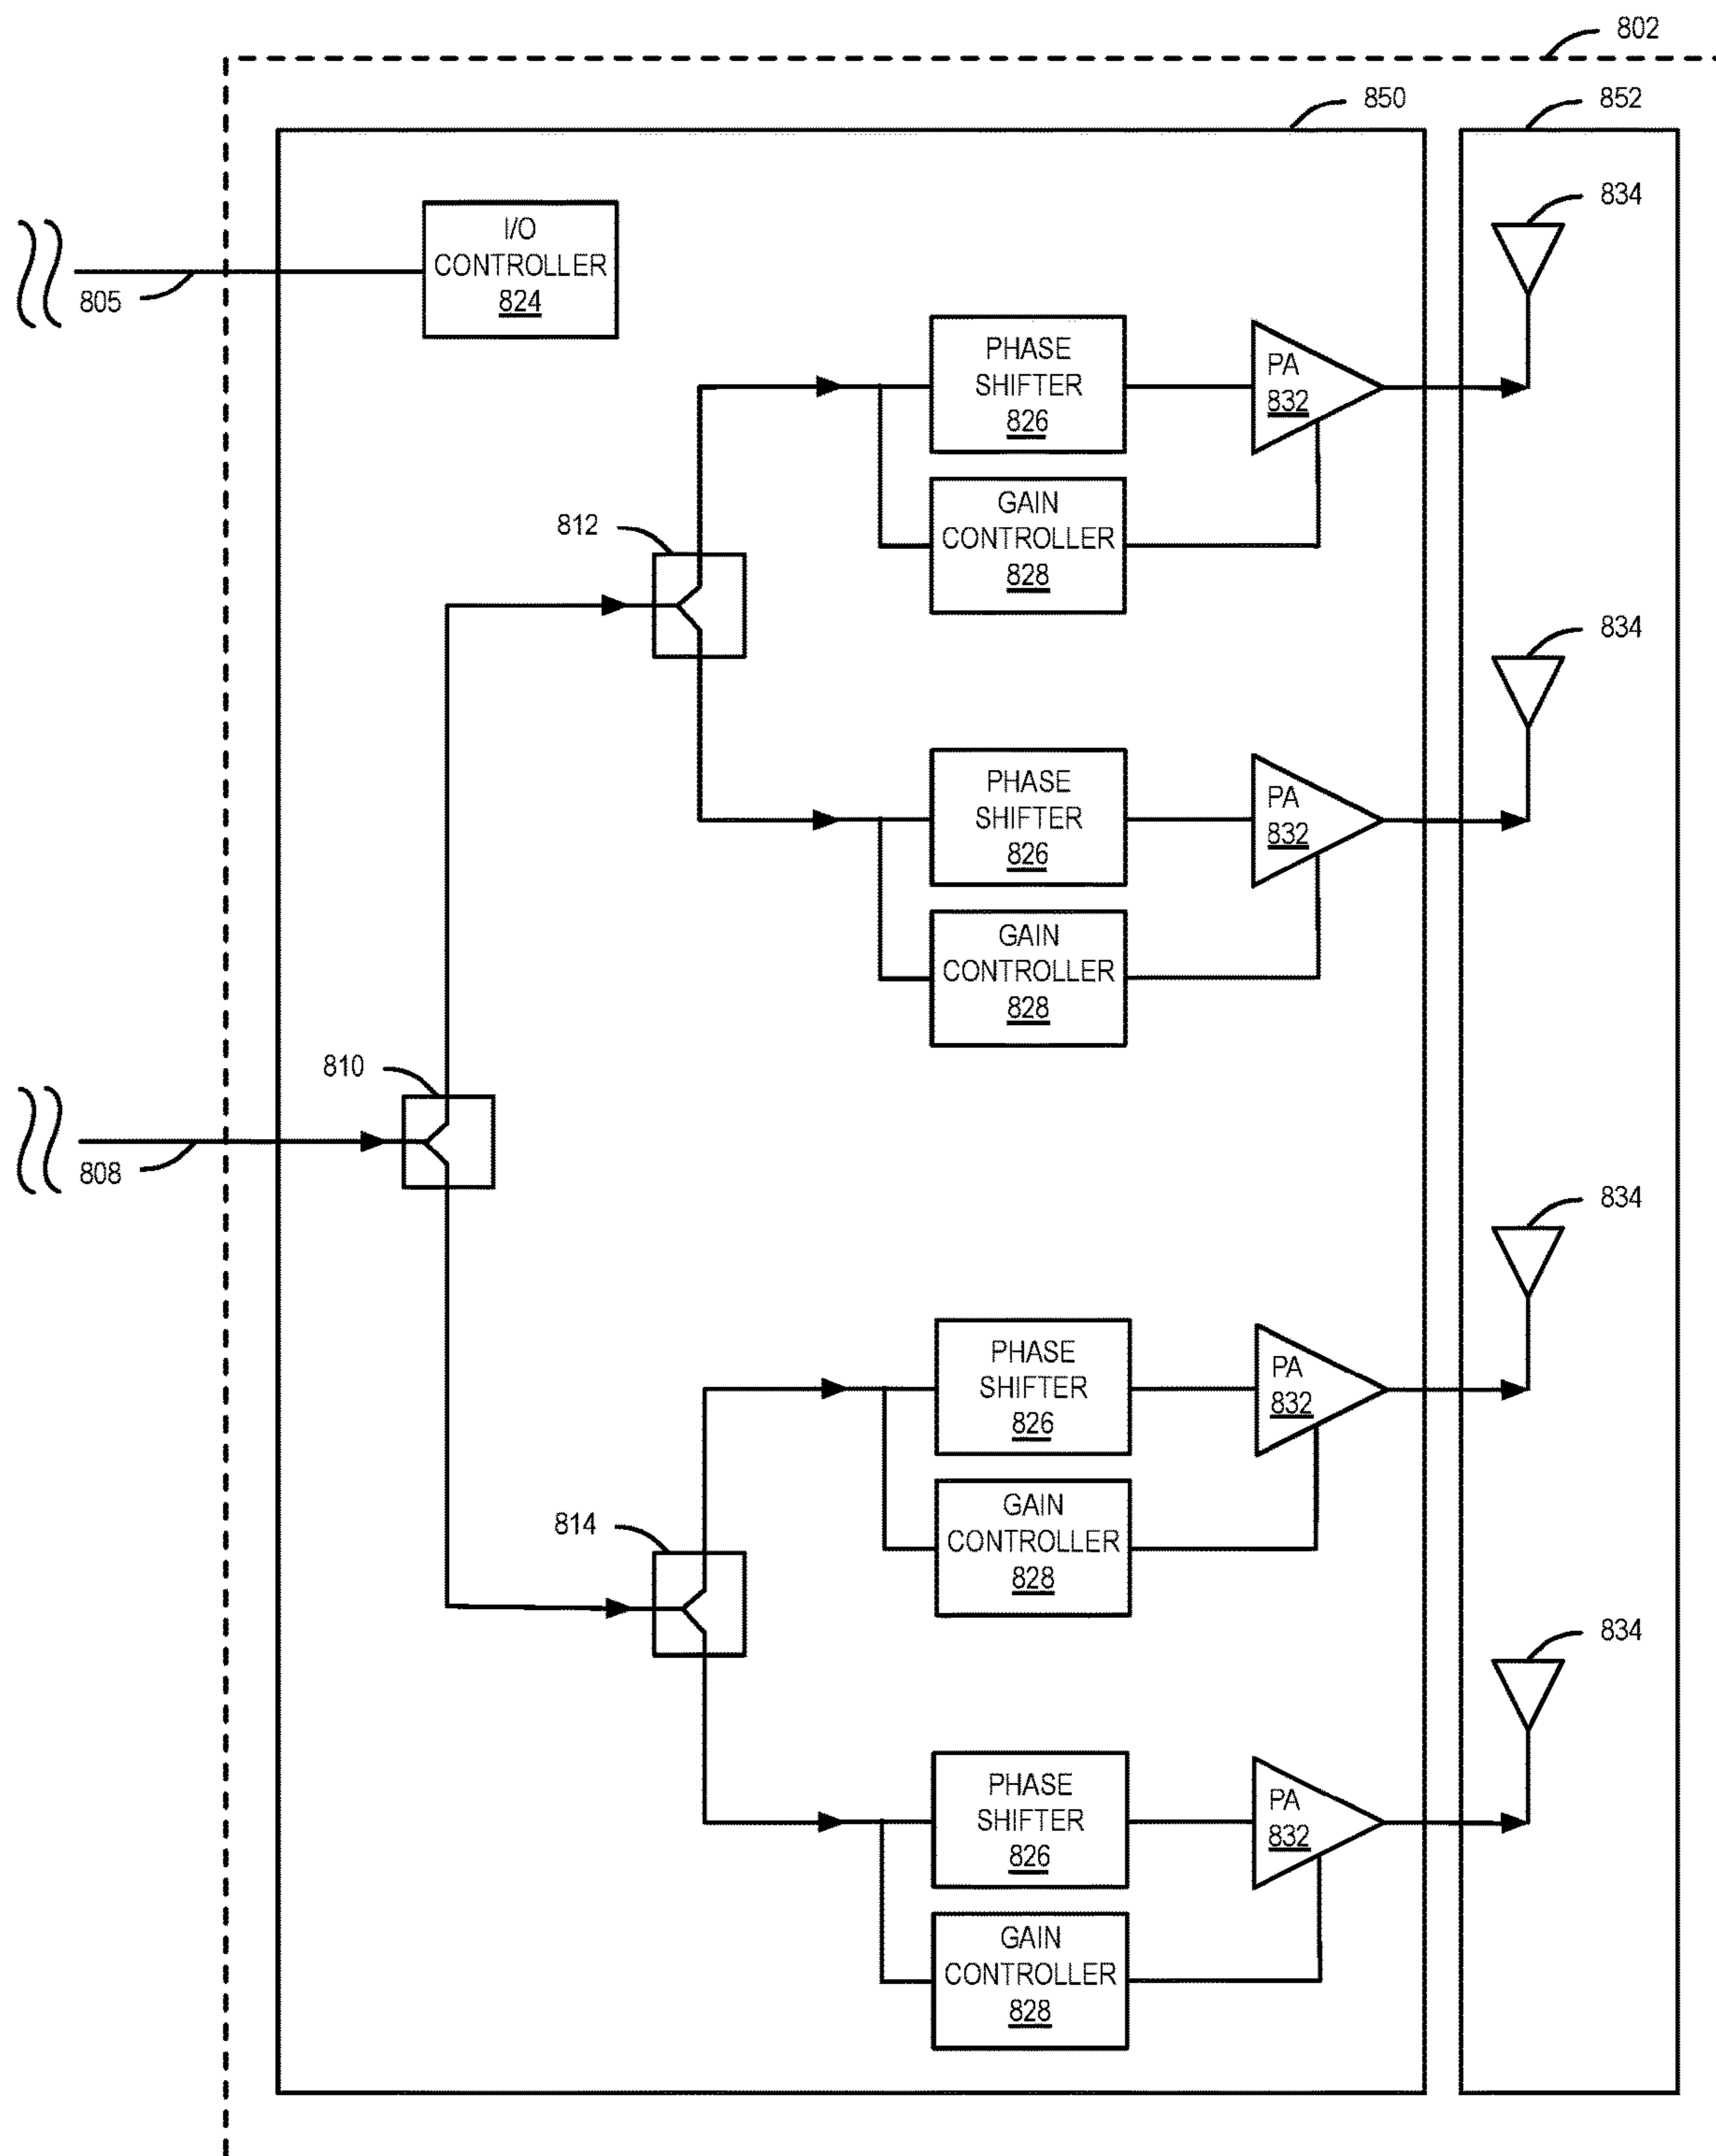 802
850
852
834
I/O
CONTROLLER
824
805
PHASE
SHIFTER
826
PA
832
GAIN
CONTROLLER
828
812
834
PHASE
SHIFTER
826
PA
832
GAIN
CONTROLLER
828
810
808
834
PHASE
SHIFTER
826
PA
832
GAIN
CONTROLLER
828
814
834
PHASE
SHIFTER
826
PA
832
GAIN
CONTROLLER
828